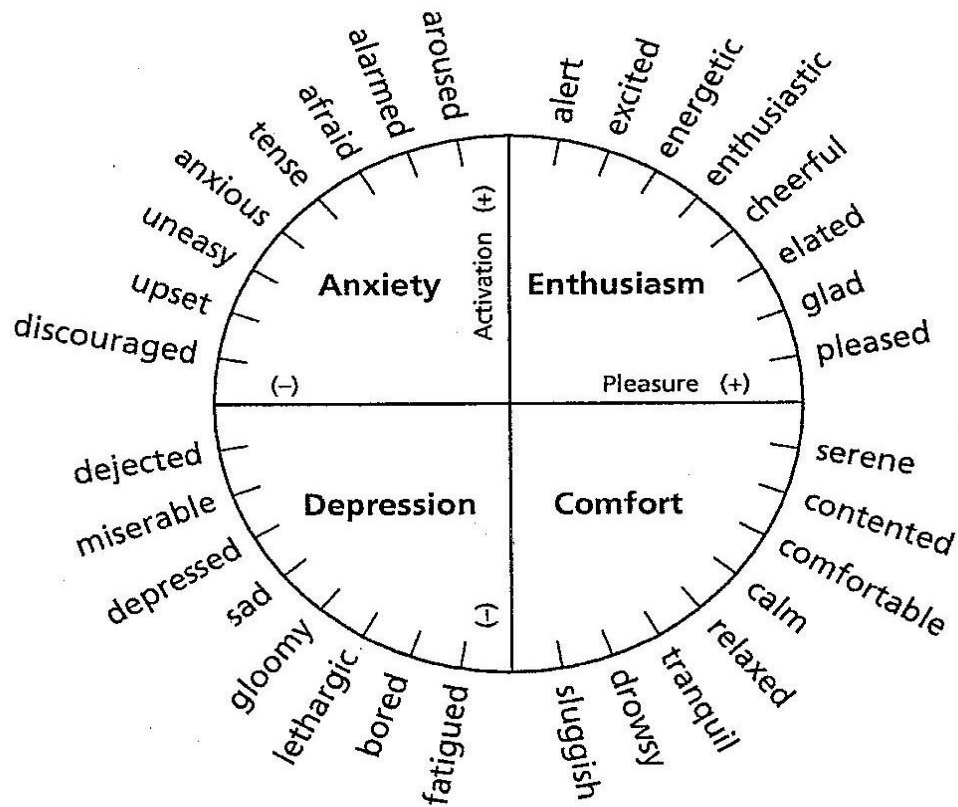 aroused
alarmed
afraid
tense
anxious
uneasy
upset
discouraged
alert
excited
energetic
enthusiastic
cheerful
elated
glad
pleased
Activation (+)
Anxiety
Enthusiasm
(−)
Pleasure (+)
Depression
Comfort
(−)
dejected
miserable
depressed
sad
gloomy
lethargic
bored
fatigued
serene
contented
comfortable
calm
relaxed
tranquil
drowsy
sluggish